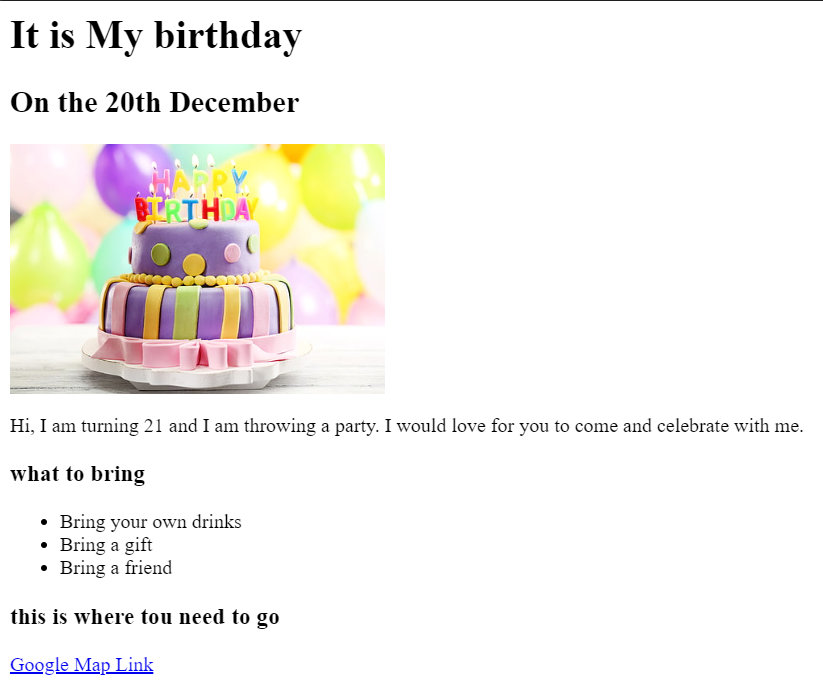 It is My birthday
On the 20th December
HAPPY
BIRTHDAY
Hi, I am turning 21 and I am throwing a party. I would love for you to come and celebrate with me.
what to bring
Bring your own drinks
Bring a gift
Bring a friend
this is where tou need to go
Google Map Link